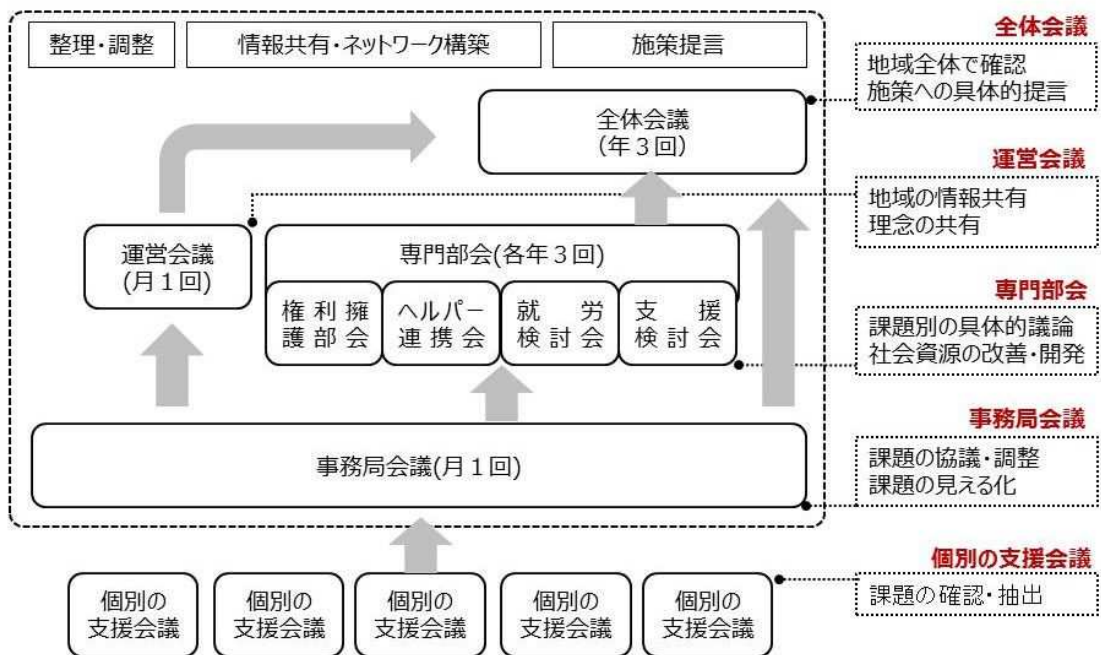 整理・調整
情報共有・ネットワーク構築
施策提言
全体会議
(年３回)
運営会議
(月１回)
専門部会(各年３回)
権利擁
護部会
ヘルパー
連携会
就労
検討会
支援
検討会
事務局会議(月１回)
個別の
支援会議
個別の
支援会議
個別の
支援会議
個別の
支援会議
個別の
支援会議
全体会議
地域全体で確認
施策への具体的提言
運営会議
地域の情報共有
理念の共有
専門部会
課題別の具体的議論
社会資源の改善・開発
事務局会議
課題の協議・調整
課題の見える化
個別の支援会議
課題の確認・抽出